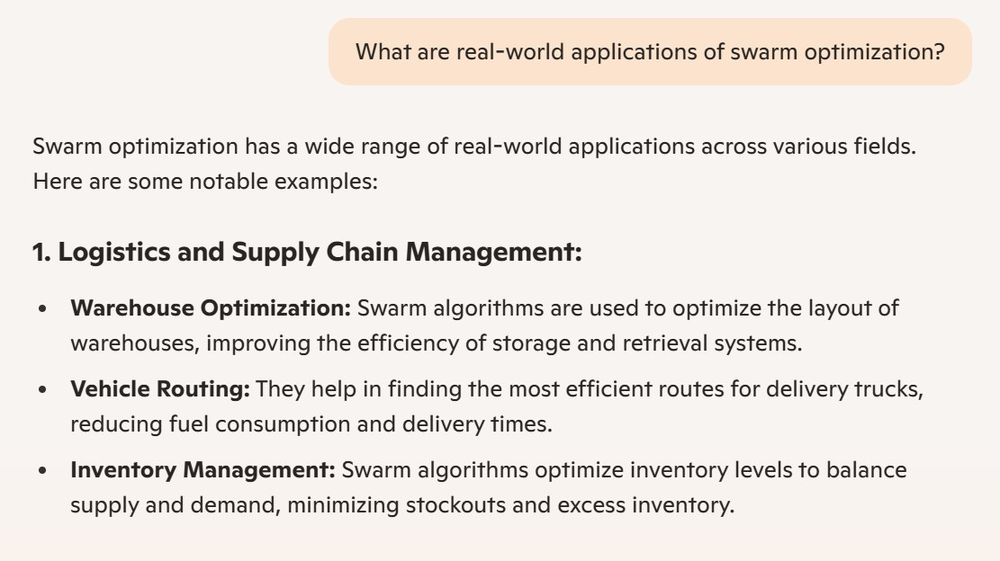 What are real-world applications of swarm optimization?
Swarm optimization has a wide range of real-world applications across various fields.
Here are some notable examples:
1. Logistics and Supply Chain Management:
• Warehouse Optimization: Swarm algorithms are used to optimize the layout of
warehouses, improving the efficiency of storage and retrieval systems.
• Vehicle Routing: They help in finding the most efficient routes for delivery trucks,
reducing fuel consumption and delivery times.
• Inventory Management: Swarm algorithms optimize inventory levels to balance
supply and demand, minimizing stockouts and excess inventory.